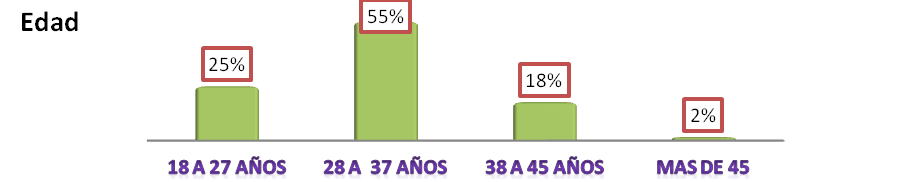 Edad
55%
25%
18%
2%
18 A 27 AÑOS
28 A 37 AÑOS
38 A 45 AÑOS
MAS DE 45